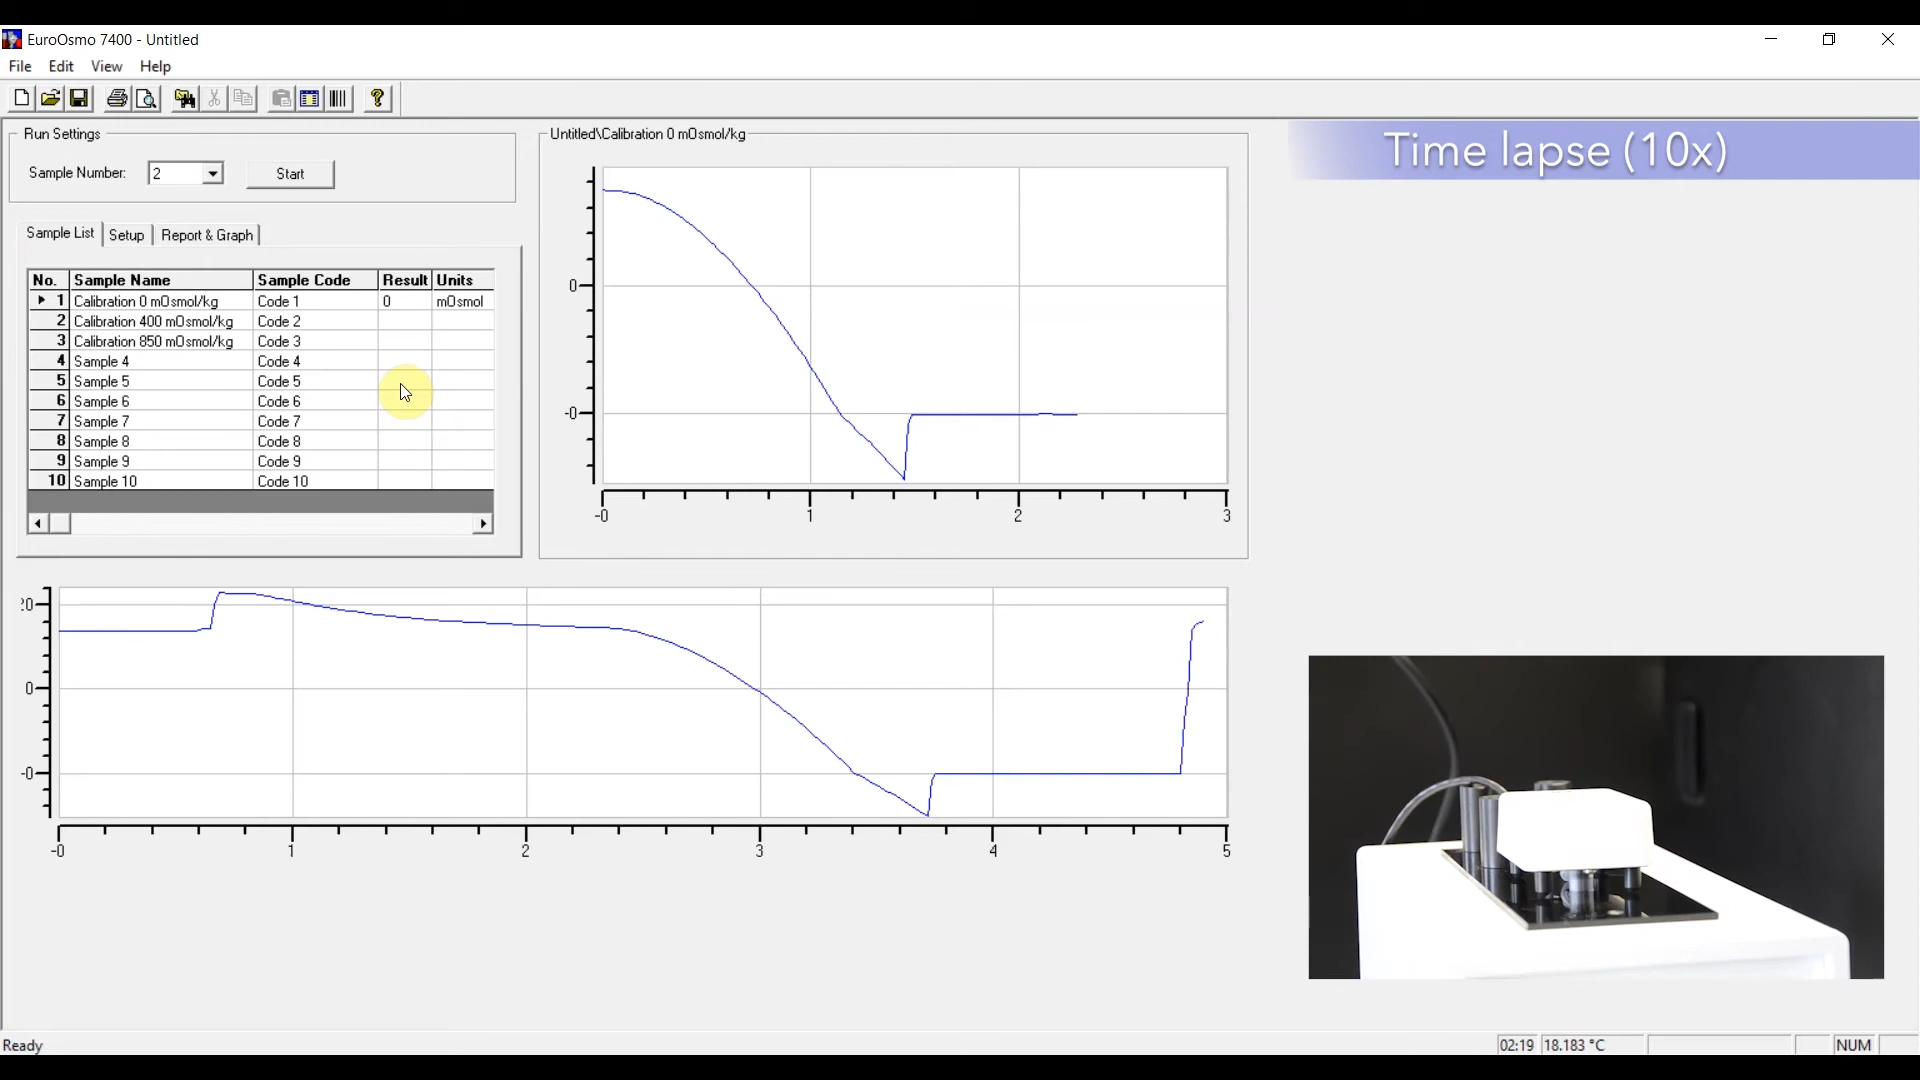 EuroOsmo 7400 - Untitled
File Edit View Help
Run Settings
Sample Number: 2 Start
Sample List Setup Report & Graph
No. Sample Name Sample Code Result Units
1 Calibration 0 mOsmol/kg Code 1 0 mOsmol
2 Calibration 400 mOsmol/kg Code 2
3 Calibration 850 mOsmol/kg Code 3
4 Sample 4 Code 4
5 Sample 5 Code 5
6 Sample 6 Code 6
7 Sample 7 Code 7
8 Sample 8 Code 8
9 Sample 9 Code 9
10 Sample 10 Code 10
Untitled\Calibration 0 mOsmol/kg
0
-0
-0 1 2 3
Time lapse (10x)
20
0
-0
-0 1 2 3 4 5
Ready 02:19 18.183 °C NUM